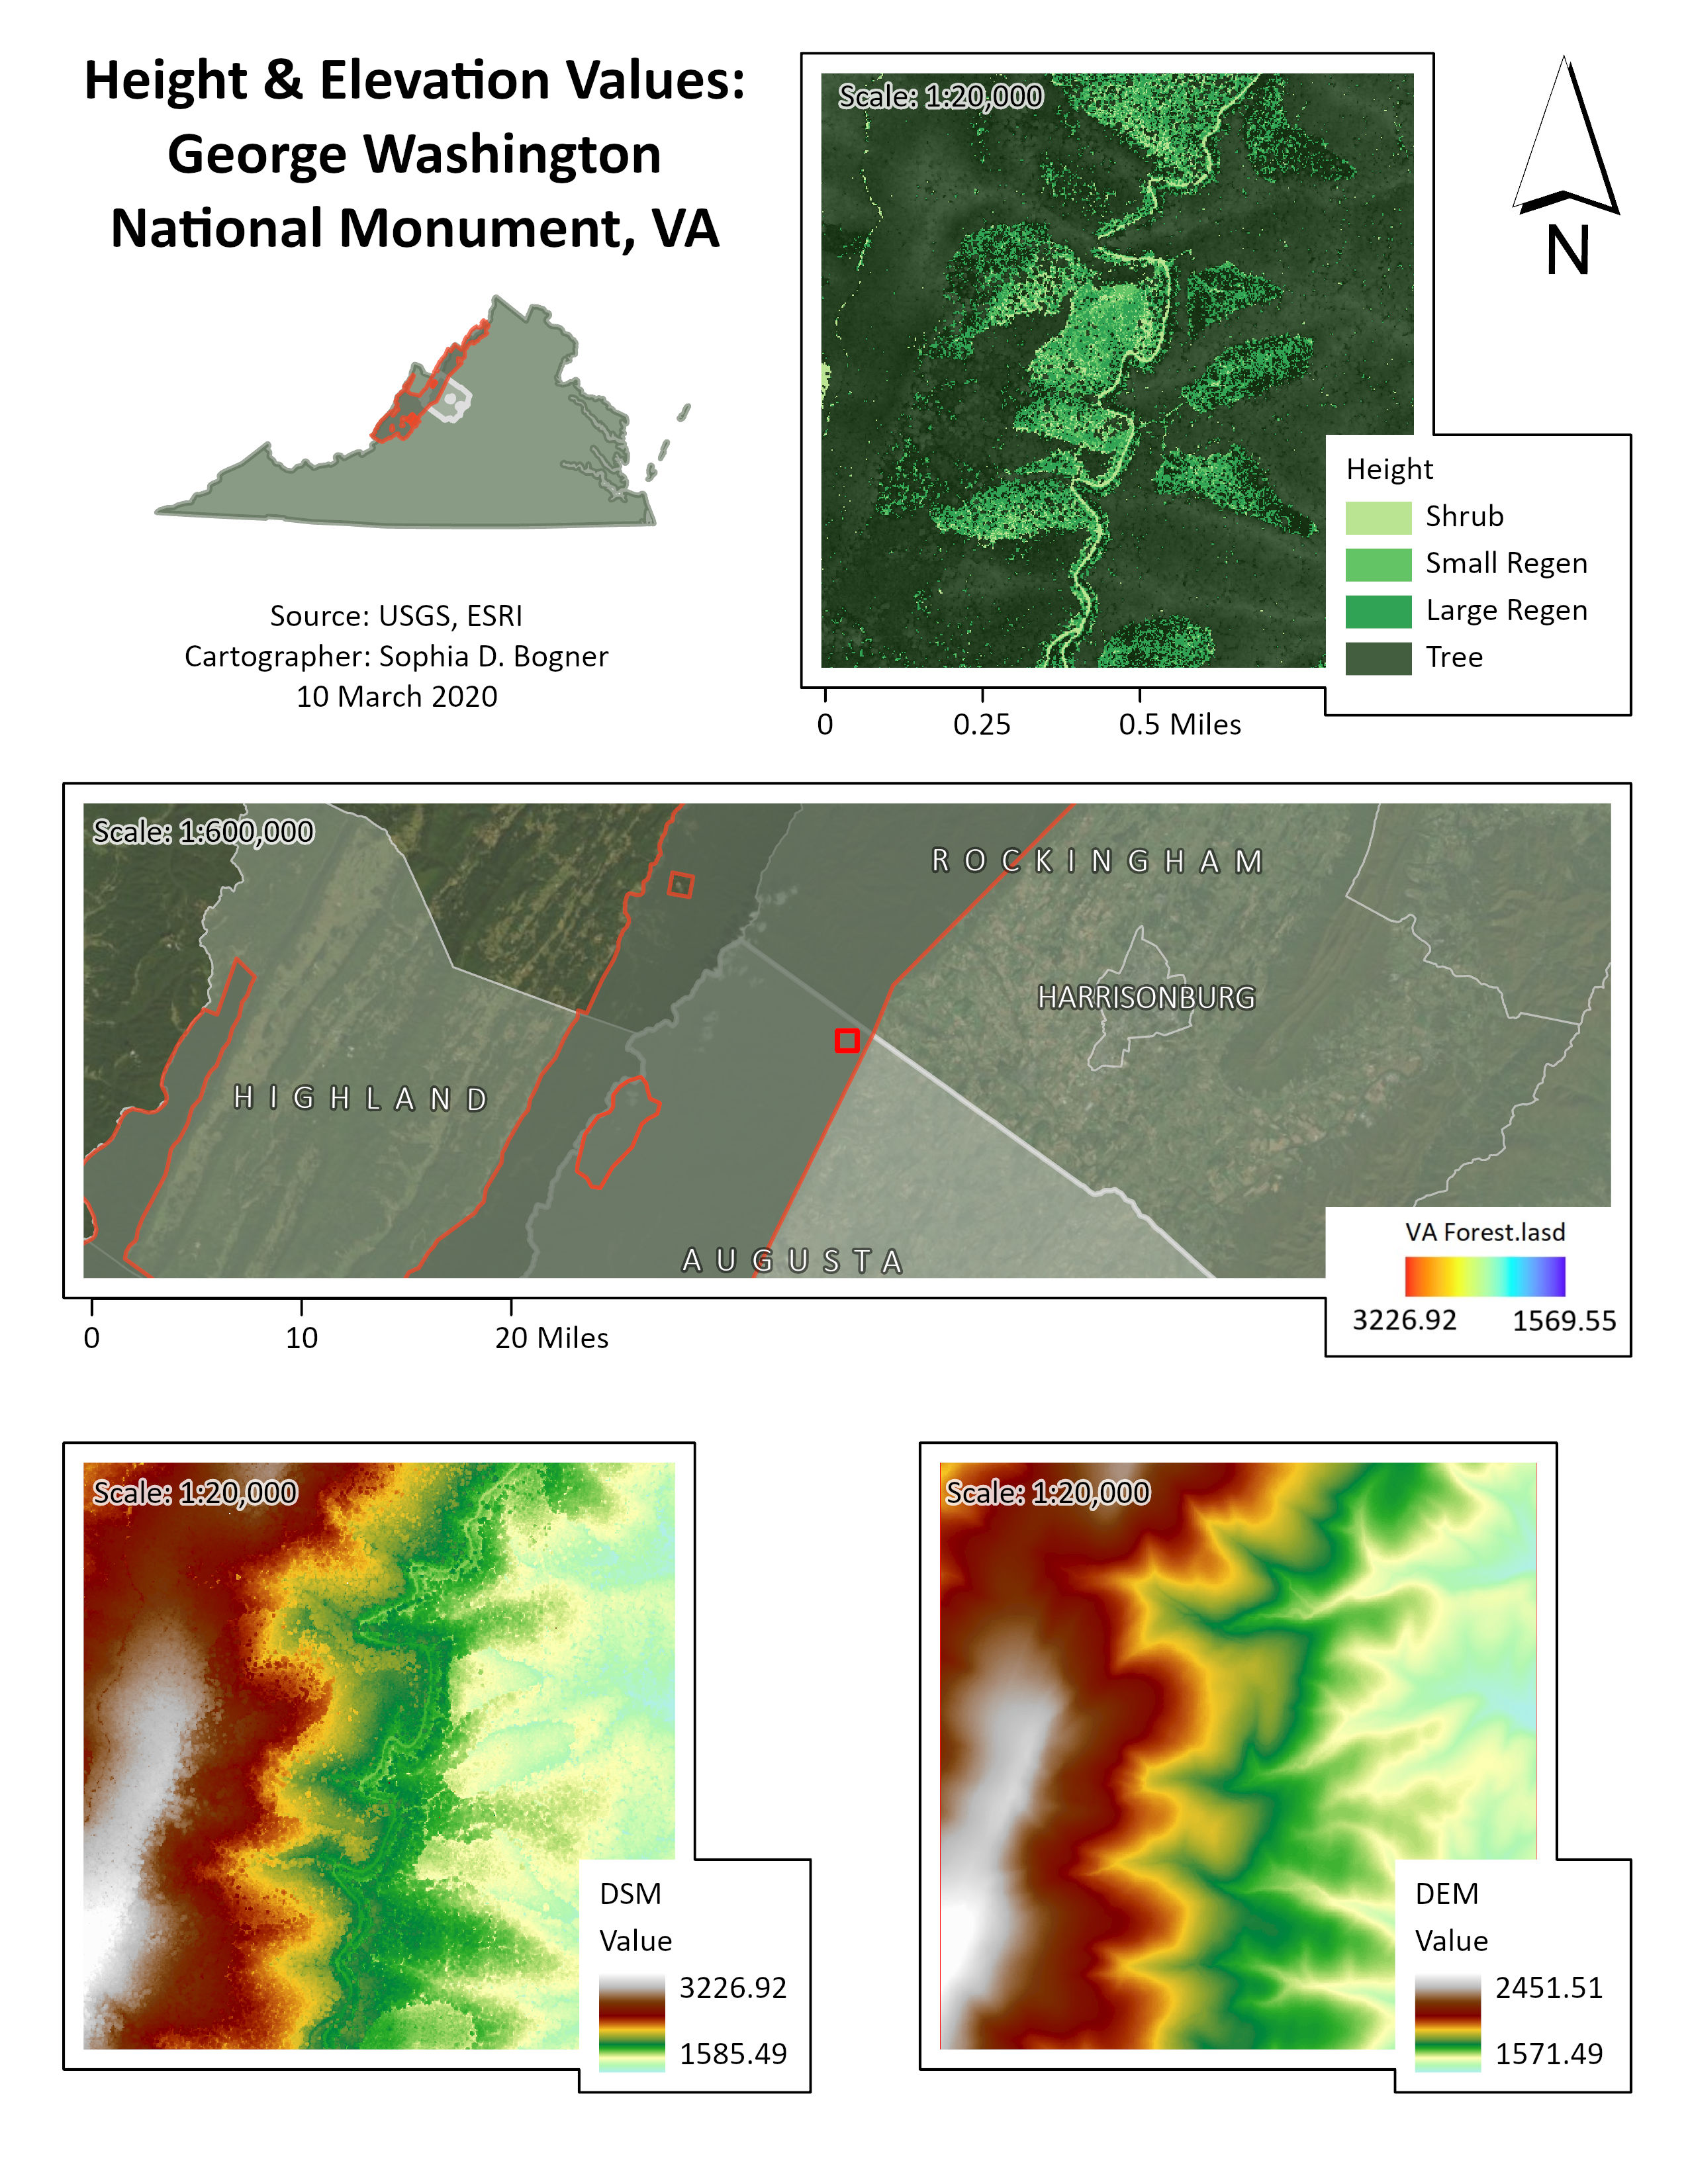 Height & Elevation Values:
George Washington
National Monument, VA
Source: USGS, ESRI
Cartographer: Sophia D. Bogner
10 March 2020
Scale: 1:20,000
N
Height
Shrub
Small Regen
Large Regen
Tree
0 0.25 0.5 Miles
Scale: 1:600,000
ROCKINGHAM
HARRISONBURG
HIGHLAND
AUGUSTA
VA Forest.lasd
3226.92 1569.55
0 10 20 Miles
Scale: 1:20,000
DSM
Value
3226.92
1585.49
Scale: 1:20,000
DEM
Value
2451.51
1571.49